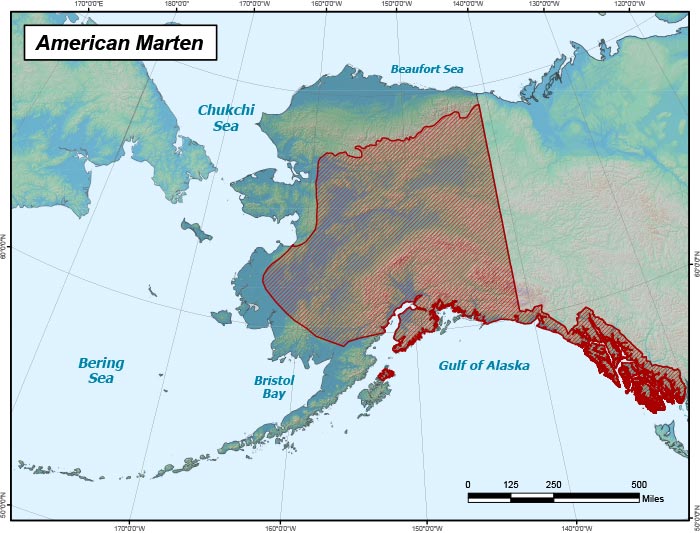 170°0'0"E 180°0'0" 170°0'0"W 160°0'0"W 150°0'0"W 140°0'0"W 130°0'0"W 120°0'0"W
American Marten
Beaufort Sea
Chukchi
Sea
60°0'0"N
60°0'0"N
Bering
Sea
Bristol
Bay
Gulf of Alaska
0 125 250 500
Miles
50°0'0"N
50°0'0"N
170°0'0"W 160°0'0"W 150°0'0"W 140°0'0"W